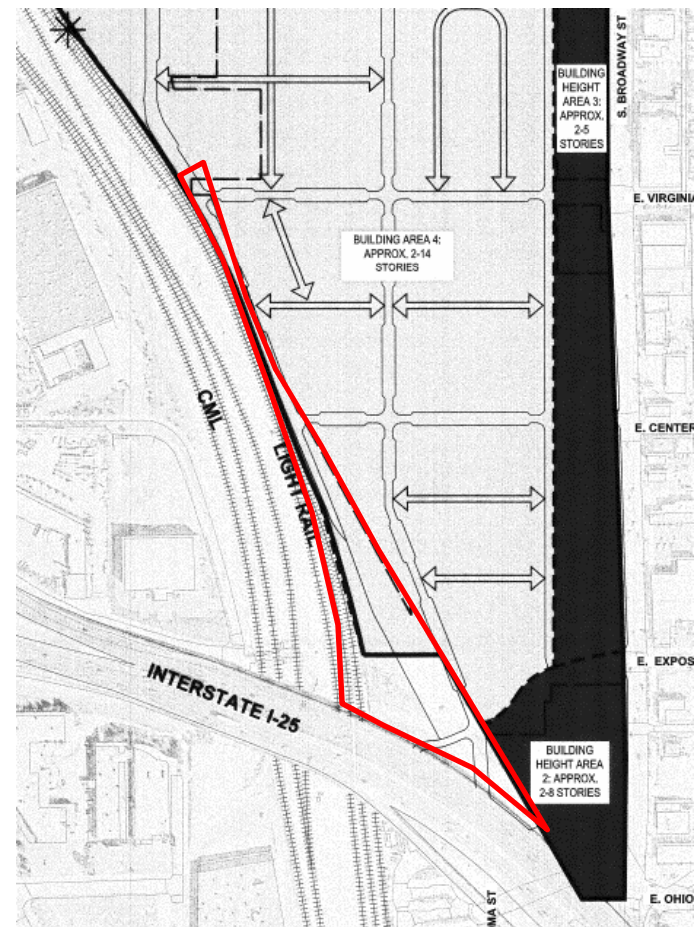 S. BROADWAY ST
BUILDING
HEIGHT
AREA 3:
APPROX.
2-5
STORIES
E. VIRGINIA
BUILDING AREA 4:
APPROX. 2-14
STORIES
CML
LIGHT RAIL
E. CENTER
E. EXPOS
INTERSTATE I-25
BUILDING
HEIGHT AREA
2: APPROX.
2-8 STORIES
MA ST
E. OHIO